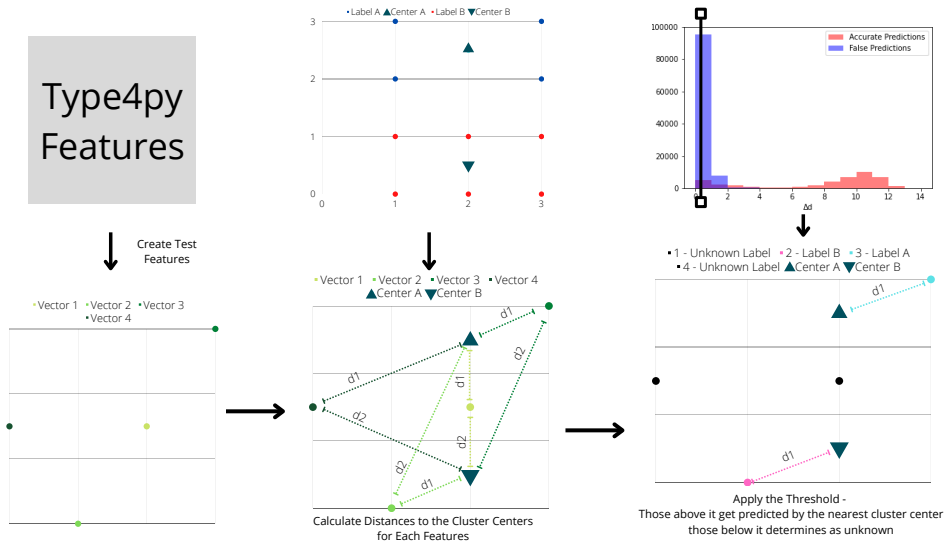 Type4py
Features
Create Test
Features
Vector 1 Vector 2 Vector 3
Vector 4
Label A Center A Label B Center B
3
2
1
0
0 1 2 3
Vector 1 Vector 2 Vector 3 Vector 4
Center A Center B
d1
d2
d1
d1
d2
d2
d2
d1
Calculate Distances to the Cluster Centers
for Each Features
Accurate Predictions
False Predictions
100000
80000
60000
40000
20000
0
0 2 4 6 8 10 12 14
Δd
1 - Unknown Label 2 - Label B 3 - Label A
4 - Unknown Label Center A Center B
d1
d1
Apply the Threshold -
Those above it get predicted by the nearest cluster center
those below it determines as unknown